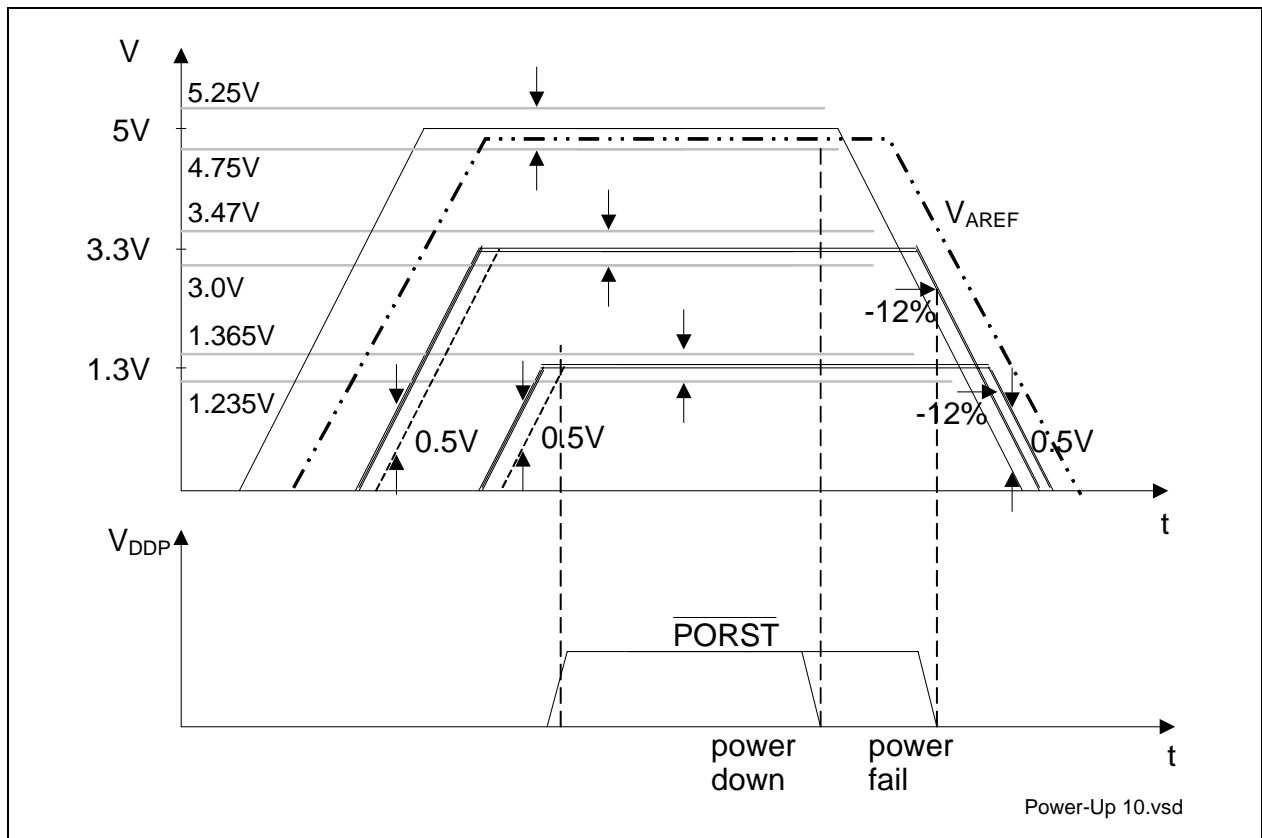 V
5.25V
5V
4.75V
3.47V
V_AREF
3.3V
3.0V
-12%
1.365V
1.3V
1.235V
-12%
0.5V
0.5V
0.5V
t
V_DDP
PORST
t
power down
power fail
Power-Up 10.vsd